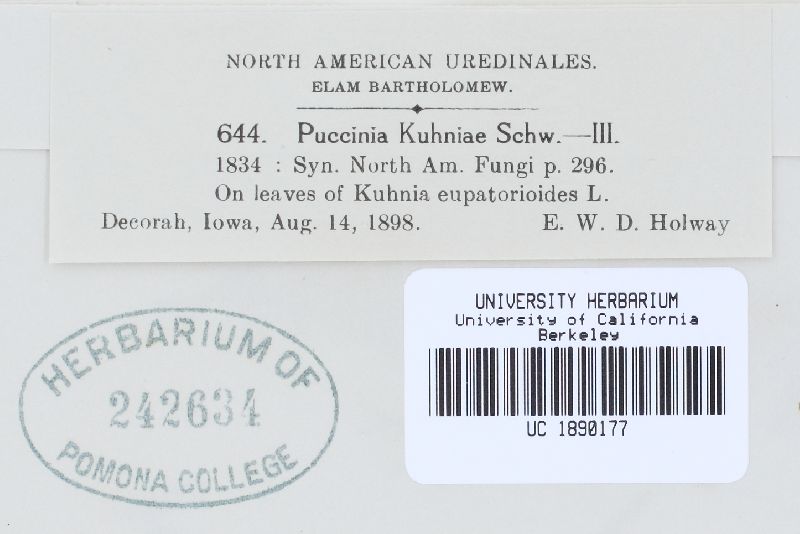 NORTH AMERICAN UREDINALES.
ELAM BARTHOLOMEW.
644. Puccinia Kuhniae Schw.—III.
1834 : Syn. North Am. Fungi p. 296.
On leaves of Kuhnia eupatorioides L.
Decorah, Iowa, Aug. 14, 1898. E. W. D. Holway
UNIVERSITY HERBARIUM
University of California
Berkeley
UC 1890177
HERBARIUM OF
242634
POMONA COLLEGE